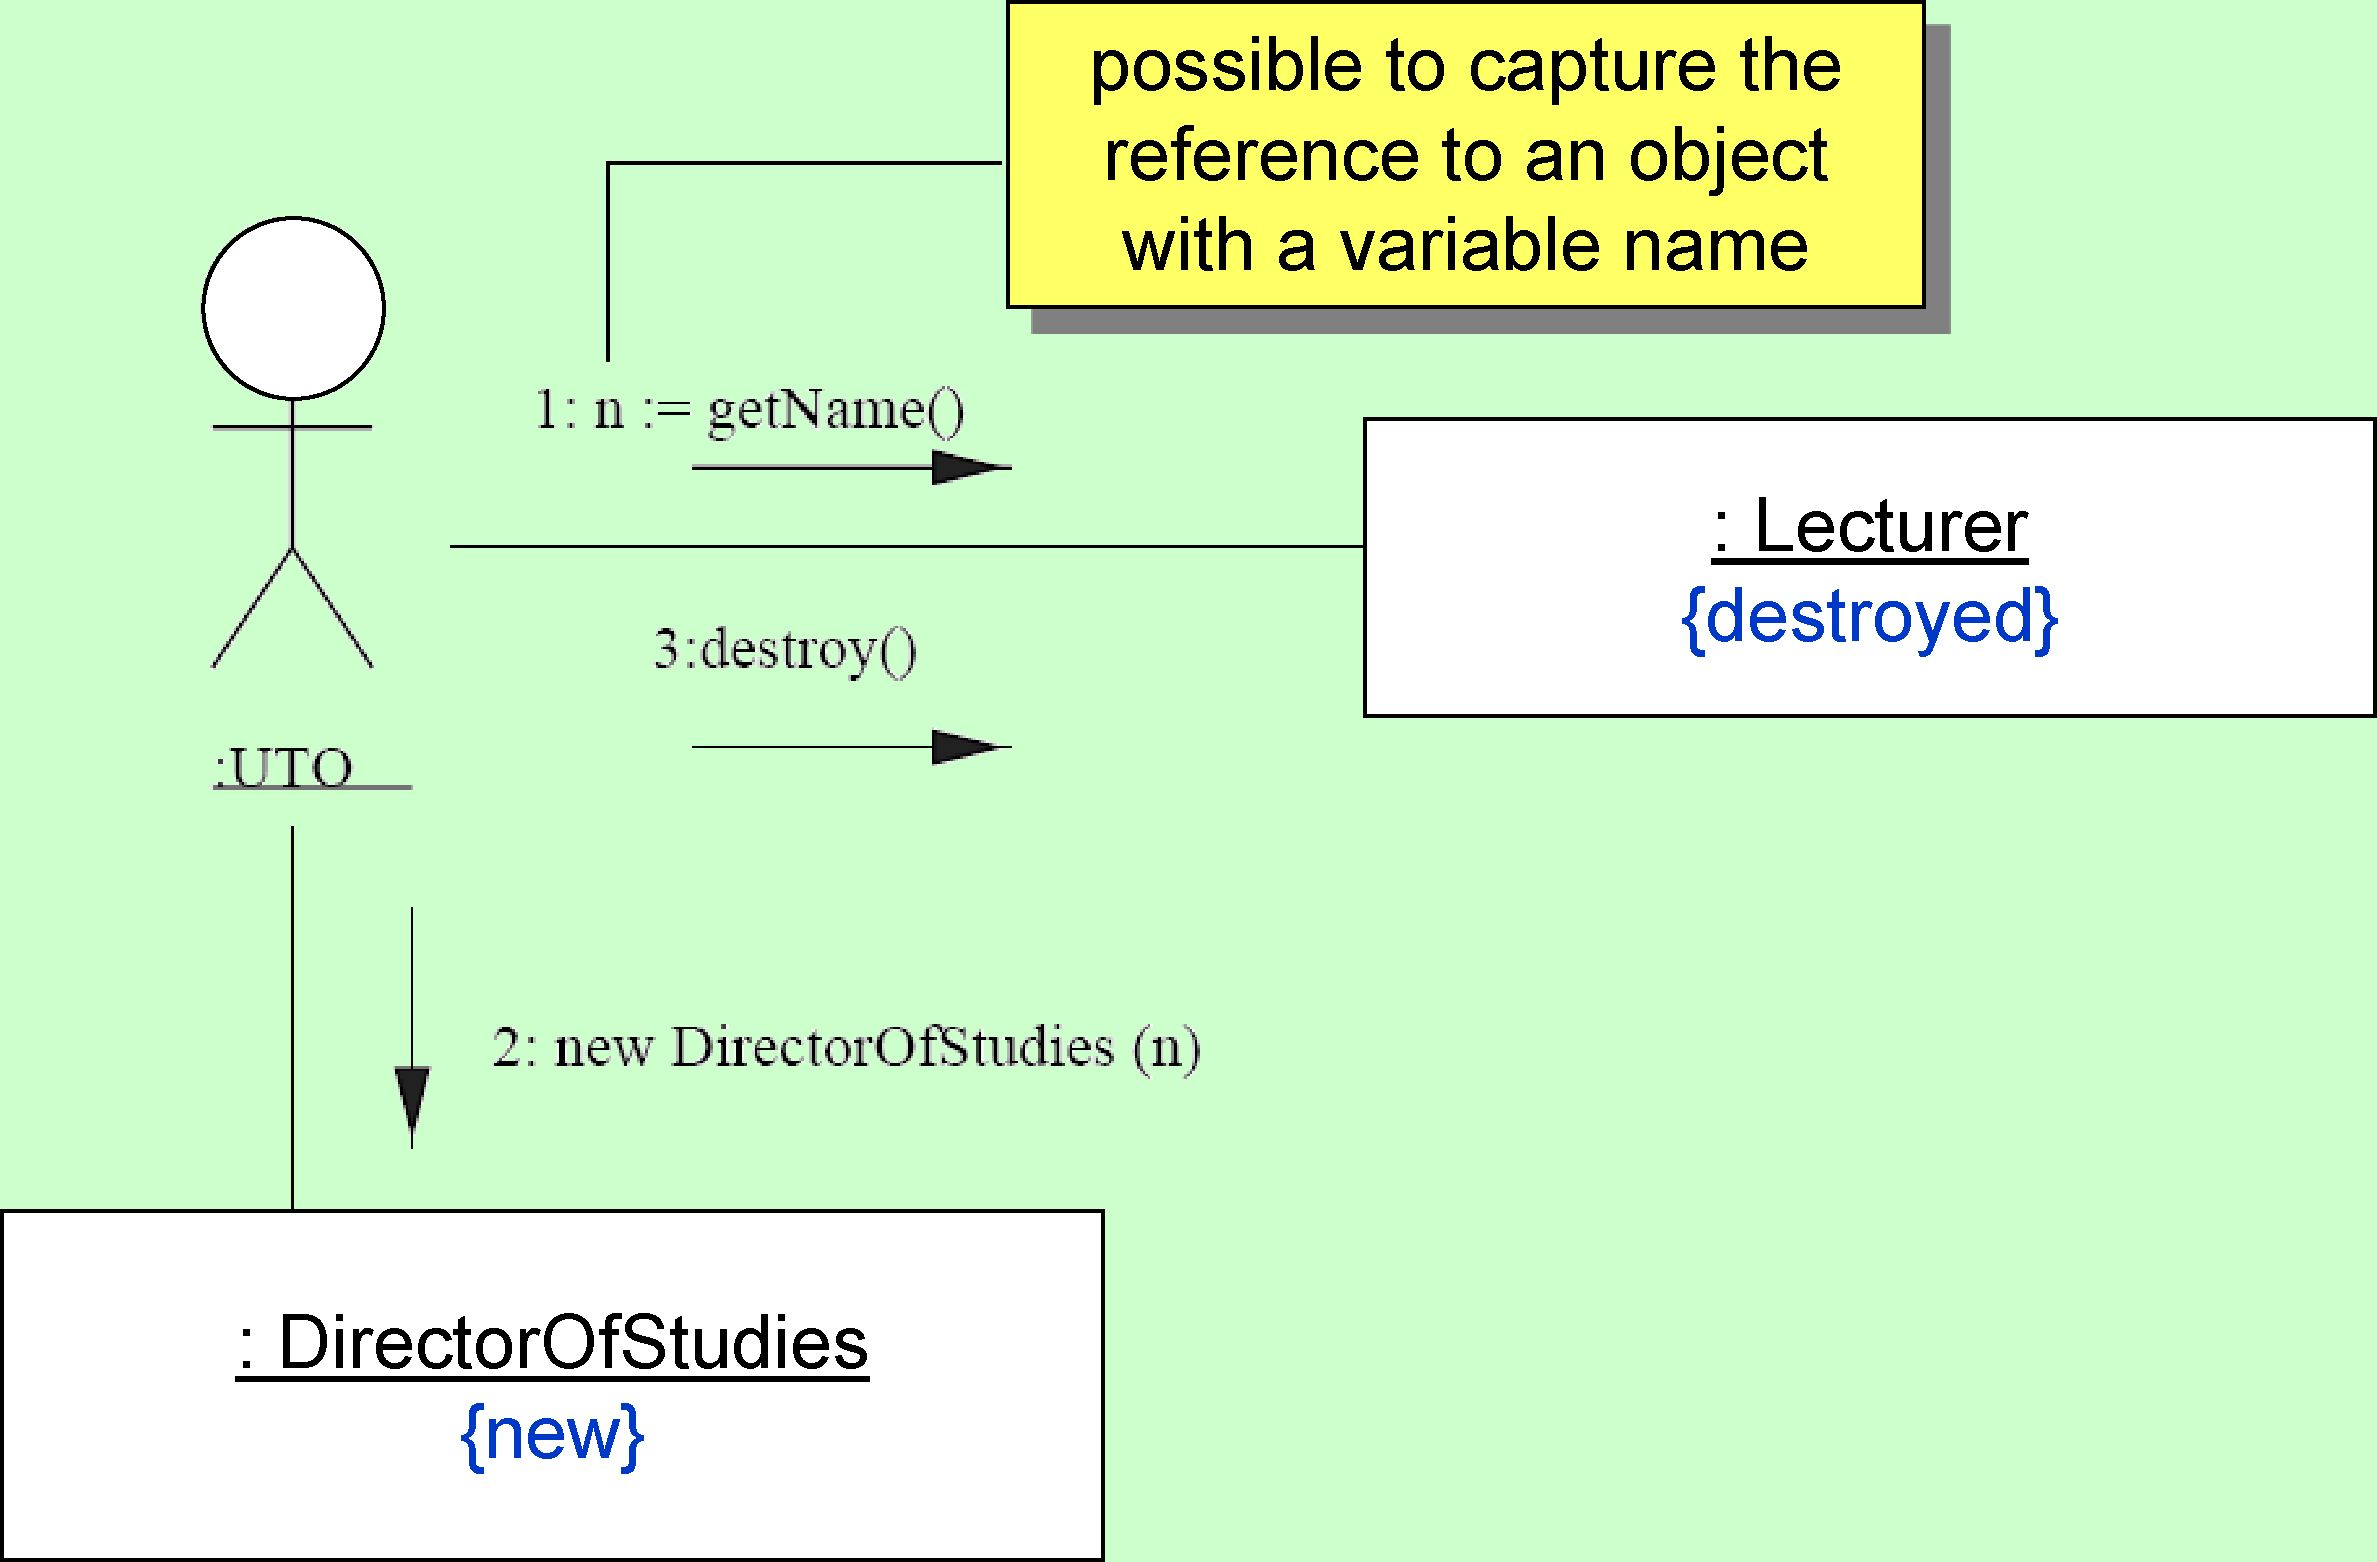 possible to capture the
reference to an object
with a variable name
1: n := getName()
: Lecturer
{destroyed}
3:destroy()
:UTO
2: new DirectorOfStudies (n)
: DirectorOfStudies
{new}